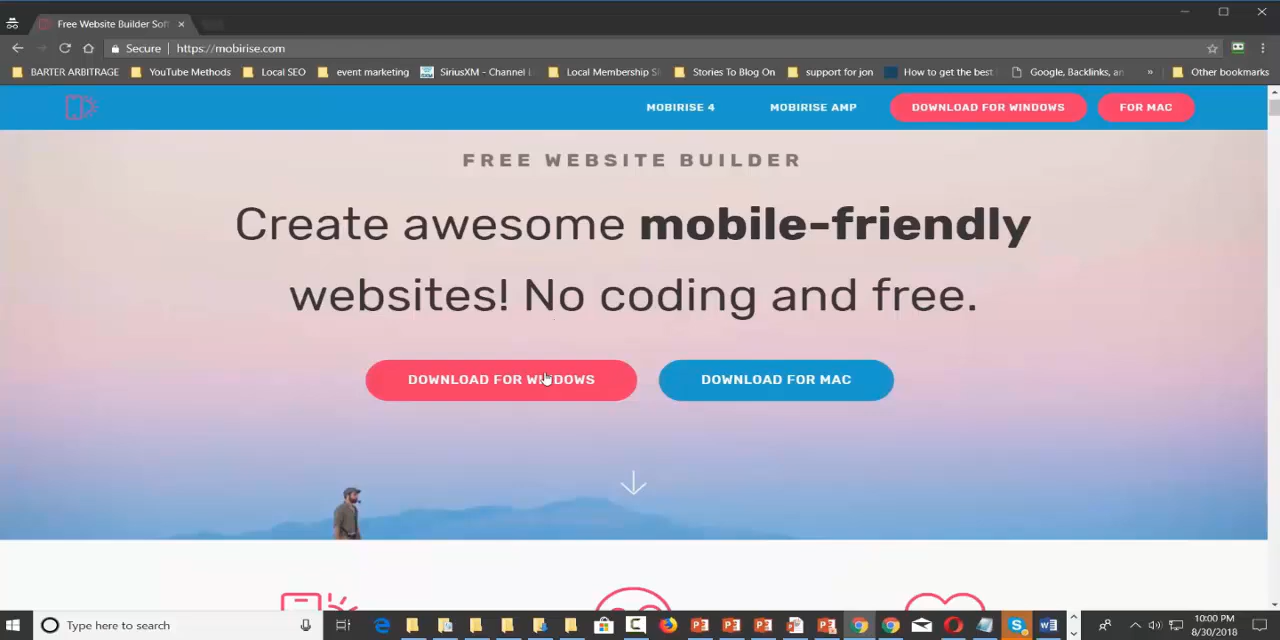 Free Website Builder Soft
Secure
https://mobirise.com
BARTER ARBITRAGE
YouTube Methods
Local SEO
event marketing
SiriusXM - Channel L
Local Membership Si
Stories To Blog On
support for jon
How to get the best
Google, Backlinks, an
»
Other bookmarks
MOBIRISE 4
MOBIRISE AMP
DOWNLOAD FOR WINDOWS
FOR MAC
FREE WEBSITE BUILDER
Create awesome mobile-friendly
websites! No coding and free.
DOWNLOAD FOR WINDOWS
DOWNLOAD FOR MAC
Type here to search
10:00 PM
8/30/2018